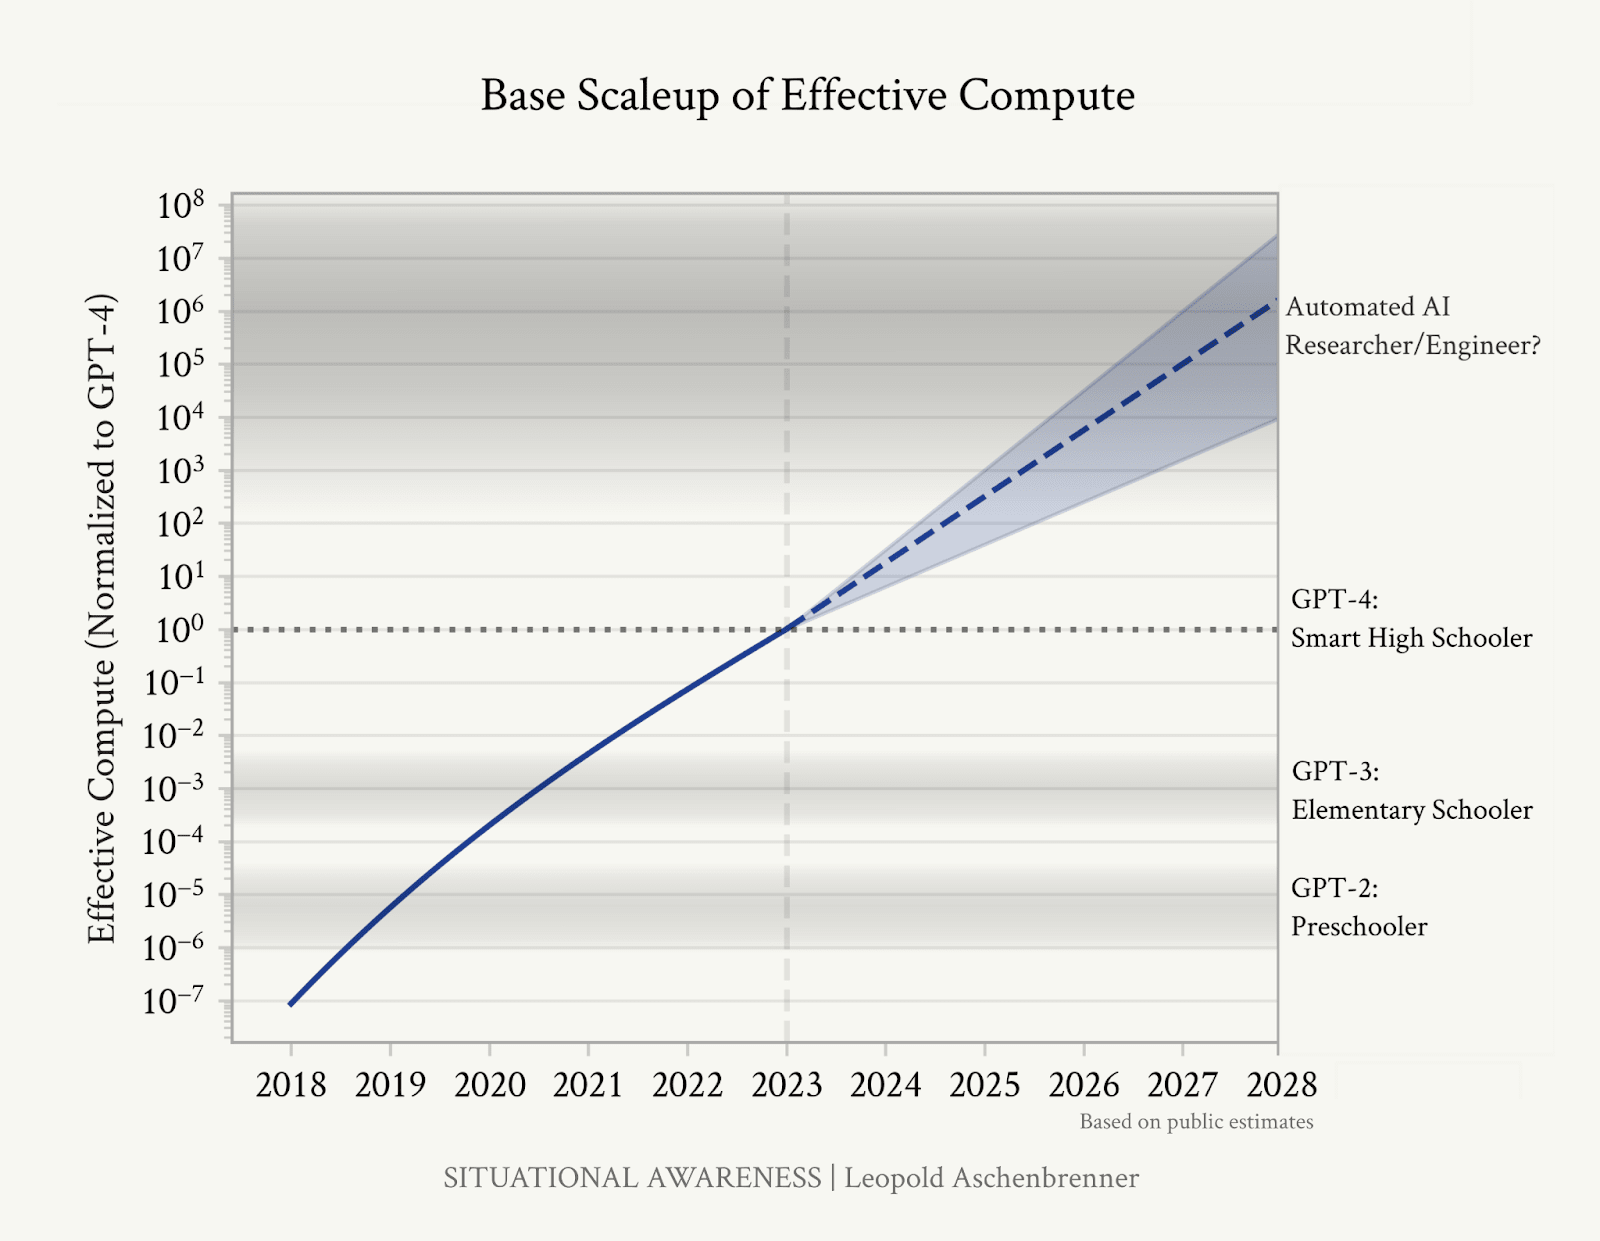 Base Scaleup of Effective Compute
Effective Compute (Normalized to GPT-4)
10⁸
10⁷
10⁶
10⁵
10⁴
10³
10²
10¹
10⁰
10⁻¹
10⁻²
10⁻³
10⁻⁴
10⁻⁵
10⁻⁶
10⁻⁷
Automated AI
Researcher/Engineer?
GPT-4:
Smart High Schooler
GPT-3:
Elementary Schooler
GPT-2:
Preschooler
2018 2019 2020 2021 2022 2023 2024 2025 2026 2027 2028
Based on public estimates
SITUATIONAL AWARENESS | Leopold Aschenbrenner